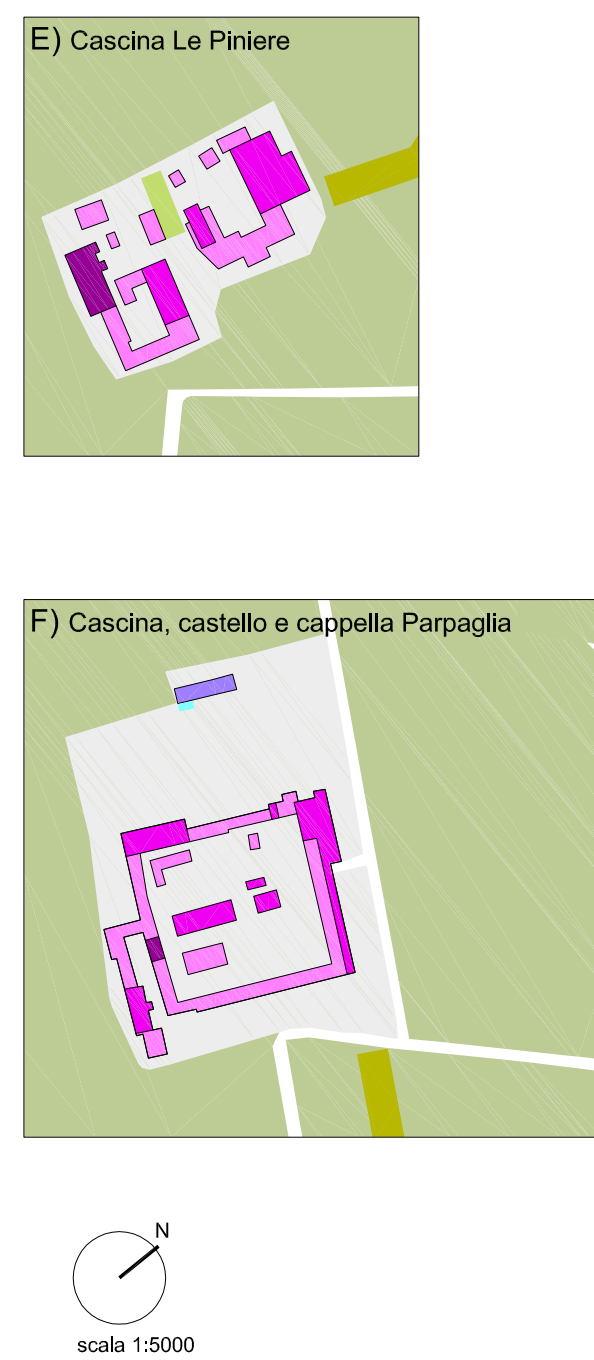 E) Cascina Le Piniere
F) Cascina, castello e cappella Parpaglia
N
scala 1:5000